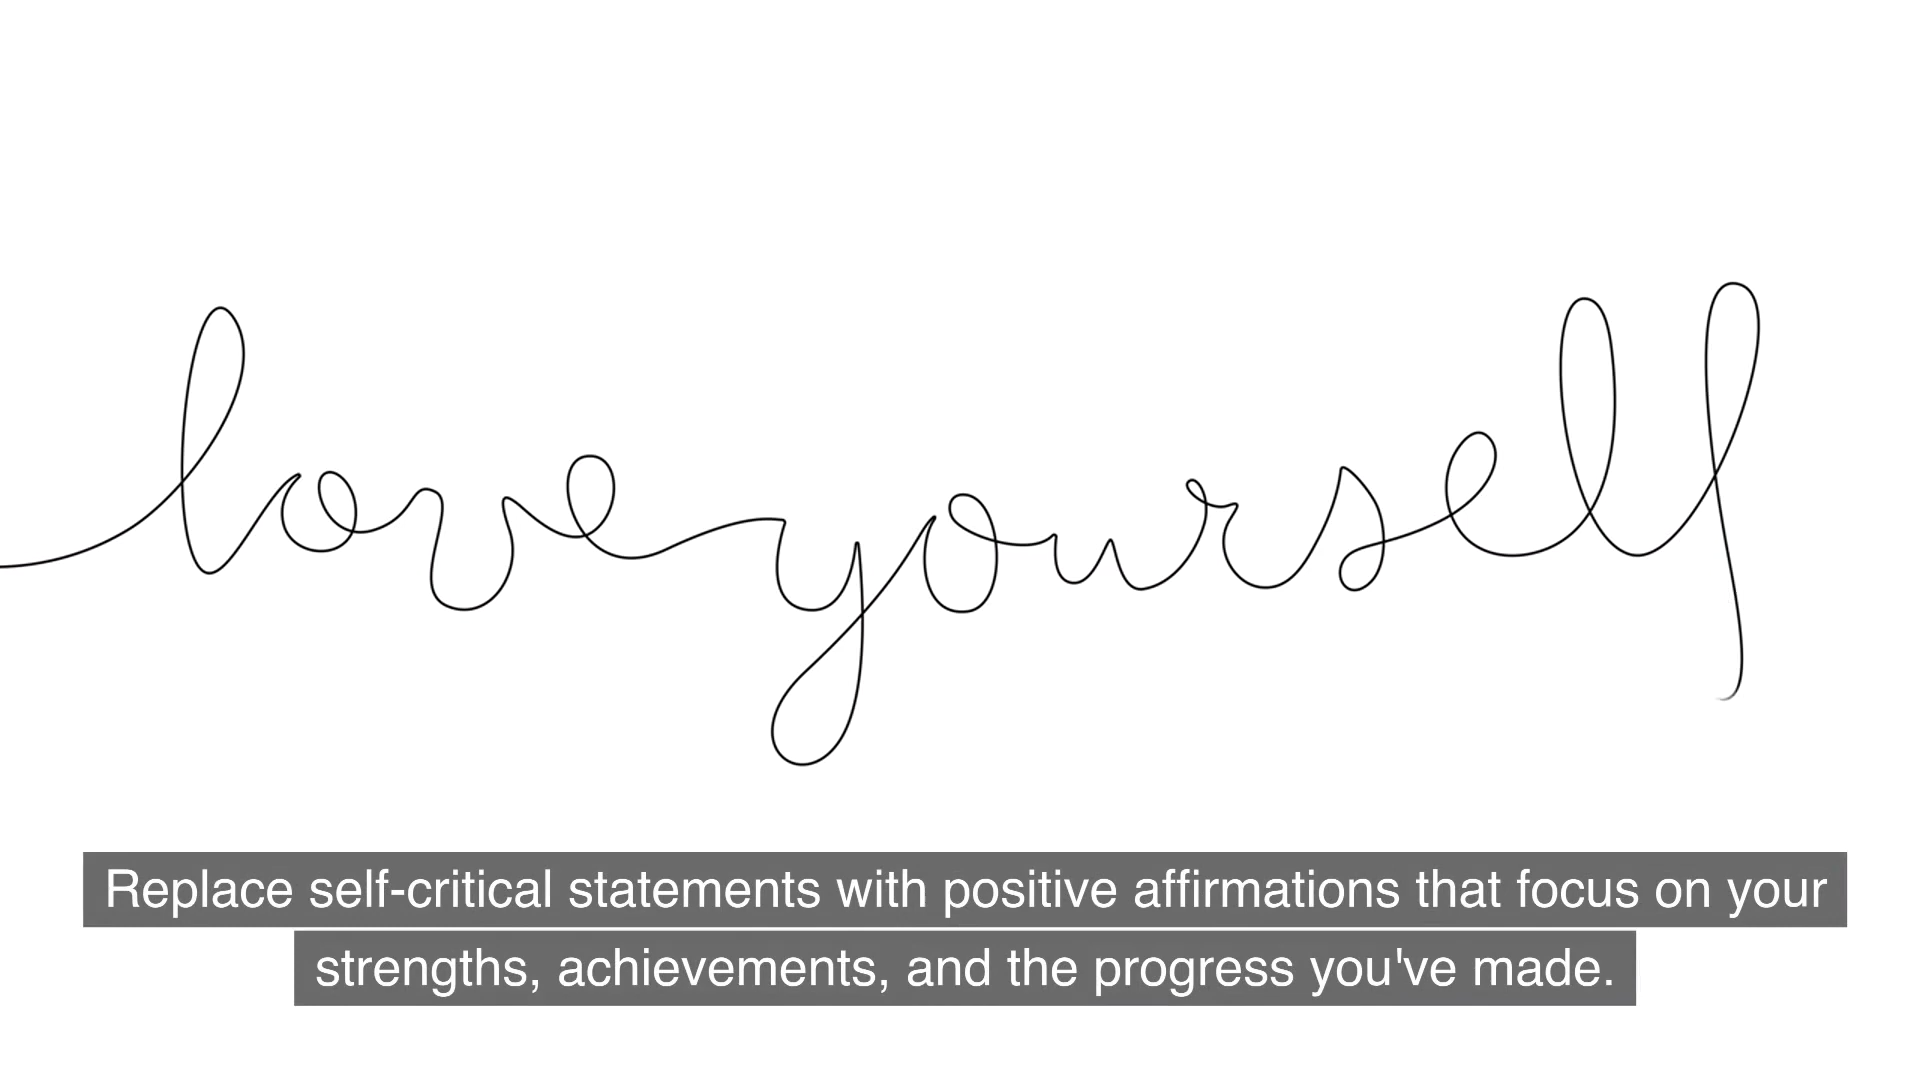 love yourself
Replace self-critical statements with positive affirmations that focus on your
strengths, achievements, and the progress you've made.